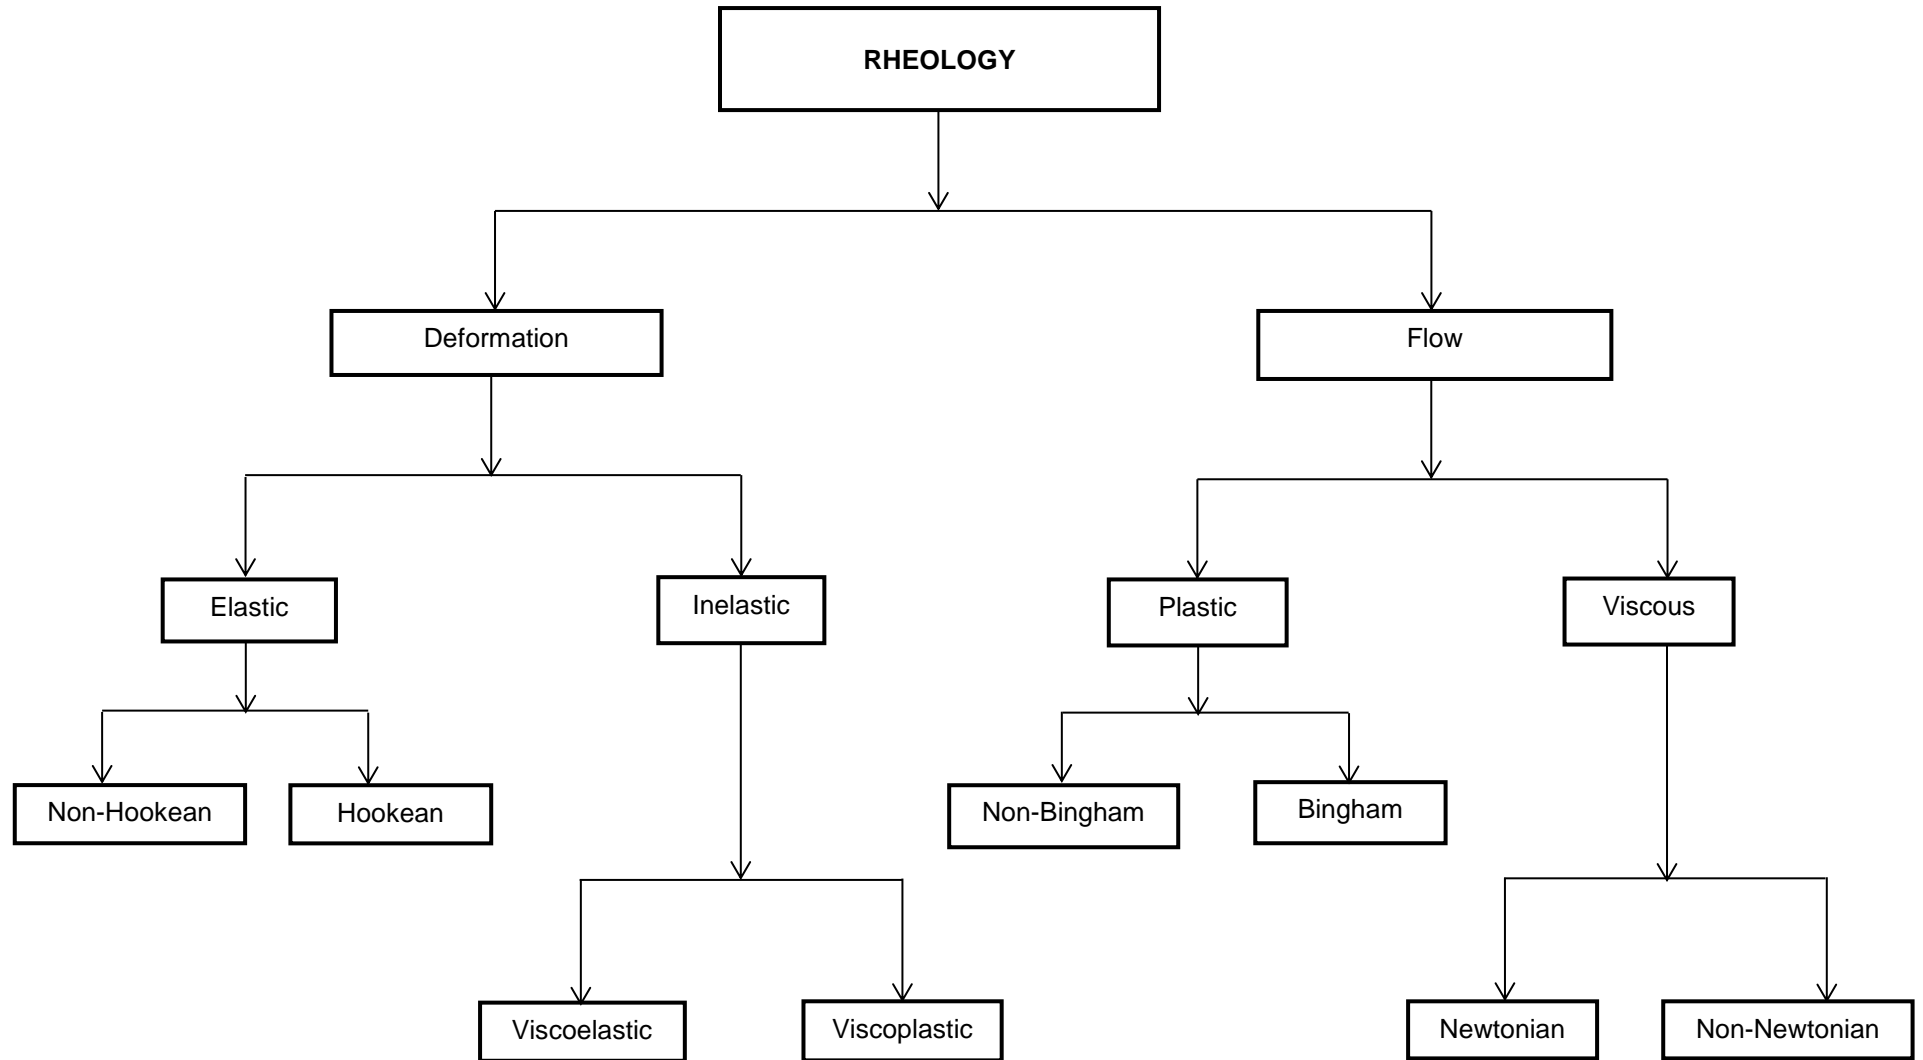 RHEOLOGY
Deformation
Flow
Elastic
Inelastic
Plastic
Viscous
Non-Hookean
Hookean
Non-Bingham
Bingham
Viscoelastic
Viscoplastic
Newtonian
Non-Newtonian